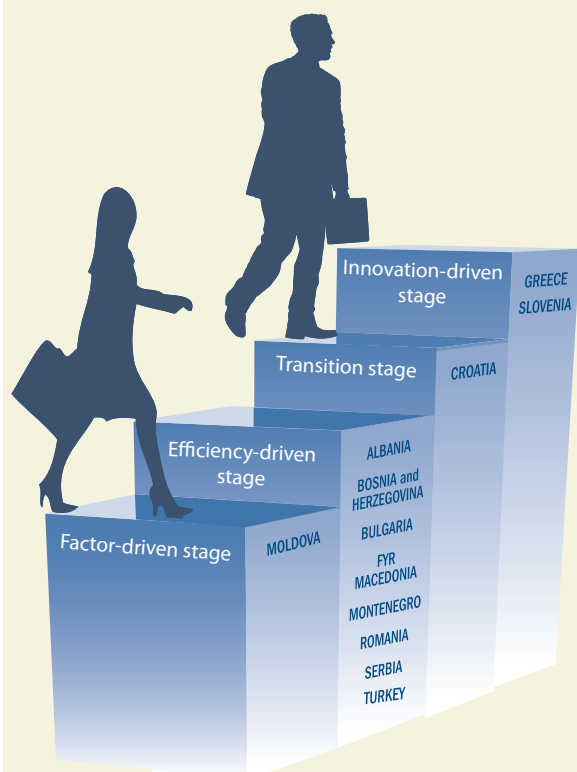 Innovation-driven
stage
GREECE
SLOVENIA
Transition stage
CROATIA
Efficiency-driven
stage
ALBANIA
BOSNIA and
HERZEGOVINA
BULGARIA
FYR
MACEDONIA
MONTENEGRO
ROMANIA
SERBIA
TURKEY
Factor-driven stage
MOLDOVA